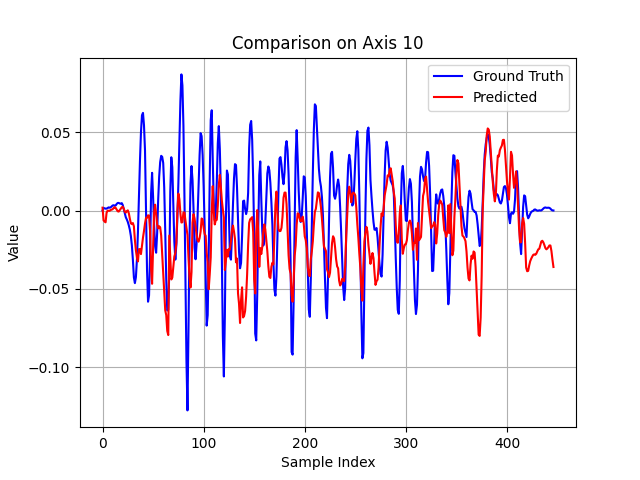 Comparison on Axis 10
Ground Truth
Predicted
0.05
0.00
−0.05
−0.10
Value
0
100
200
300
400
Sample Index